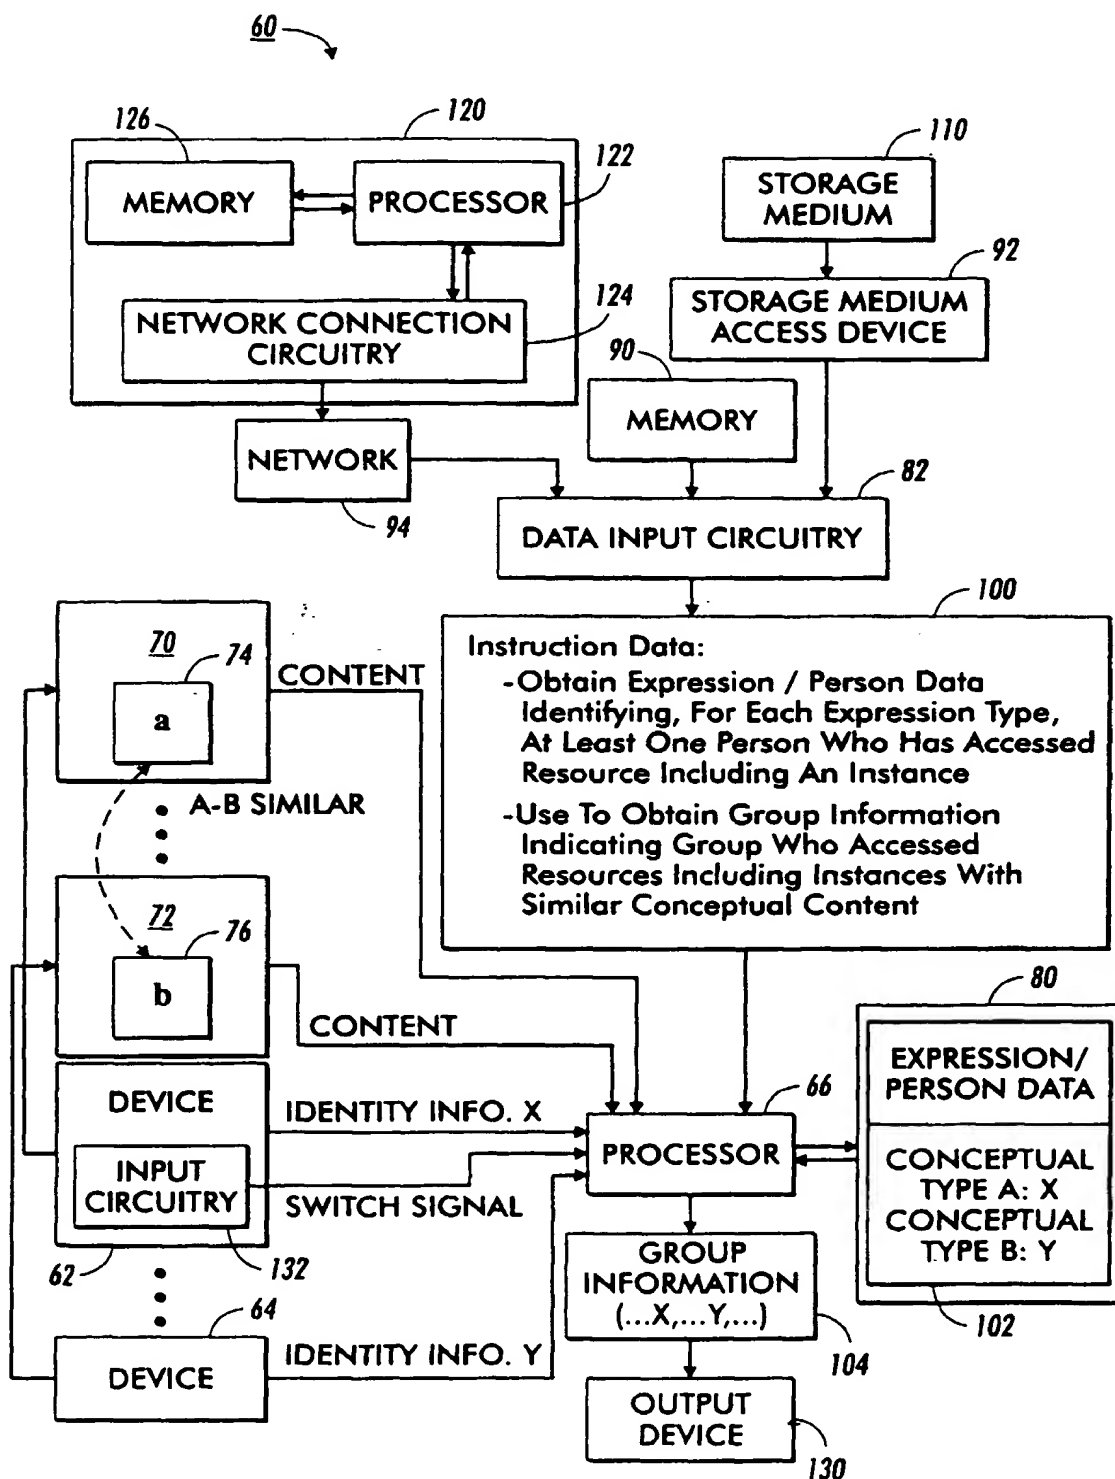 60
126
120
110
122
MEMORY
PROCESSOR
STORAGE
MEDIUM
92
124
NETWORK CONNECTION
CIRCUITRY
STORAGE MEDIUM
ACCESS DEVICE
90
MEMORY
NETWORK
82
94
DATA INPUT CIRCUITRY
100
70
74
a
CONTENT
Instruction Data:
-Obtain Expression / Person Data
Identifying, For Each Expression Type,
At Least One Person Who Has Accessed
Resource Including An Instance
-Use To Obtain Group Information
Indicating Group Who Accessed
Resources Including Instances With
Similar Conceptual Content
A-B SIMILAR
72
76
b
CONTENT
80
EXPRESSION/
PERSON DATA
CONCEPTUAL
TYPE A: X
CONCEPTUAL
TYPE B: Y
102
DEVICE
IDENTITY INFO. X
66
PROCESSOR
INPUT
CIRCUITRY
SWITCH SIGNAL
62
132
GROUP
INFORMATION
(...X,...Y,...)
104
64
DEVICE
IDENTITY INFO. Y
OUTPUT
DEVICE
130